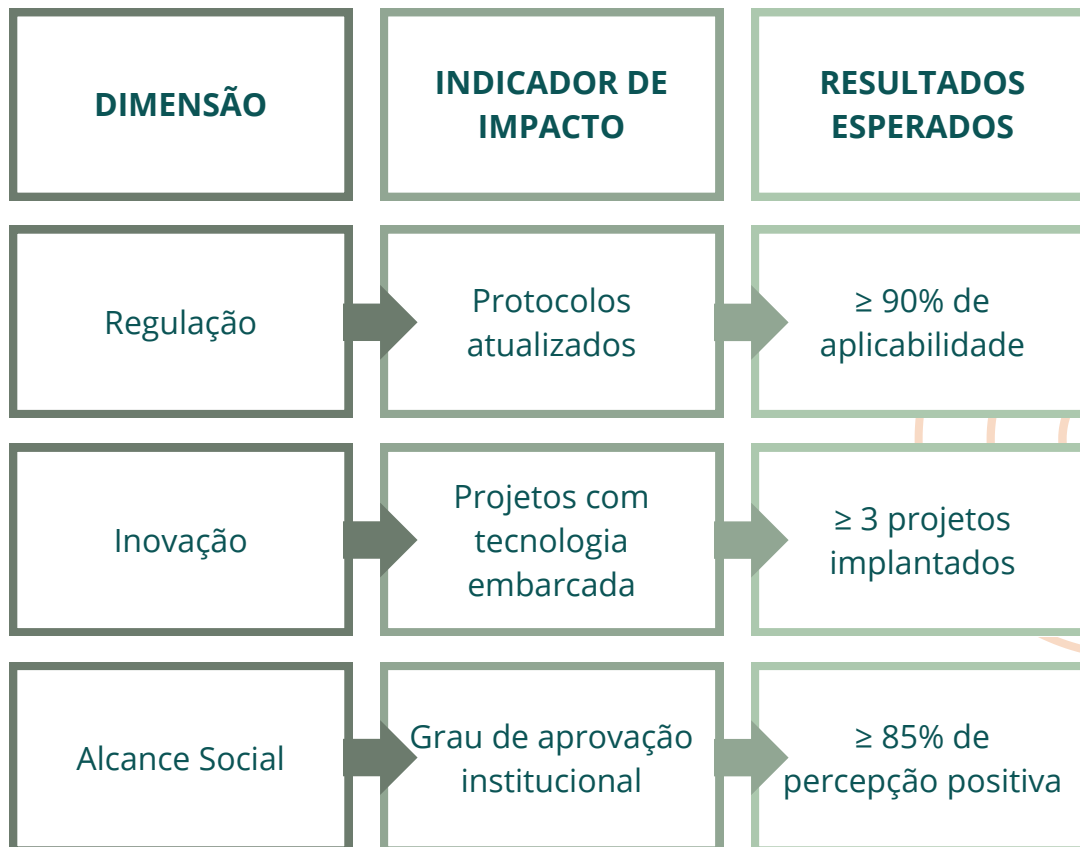 DIMENSÃO
INDICADOR DE
IMPACTO
RESULTADOS
ESPERADOS
Regulação
Protocolos
atualizados
≥ 90% de
aplicabilidade
Inovação
Projetos com
tecnologia
embarcada
≥ 3 projetos
implantados
Alcance Social
Grau de aprovação
institucional
≥ 85% de
percepção positiva